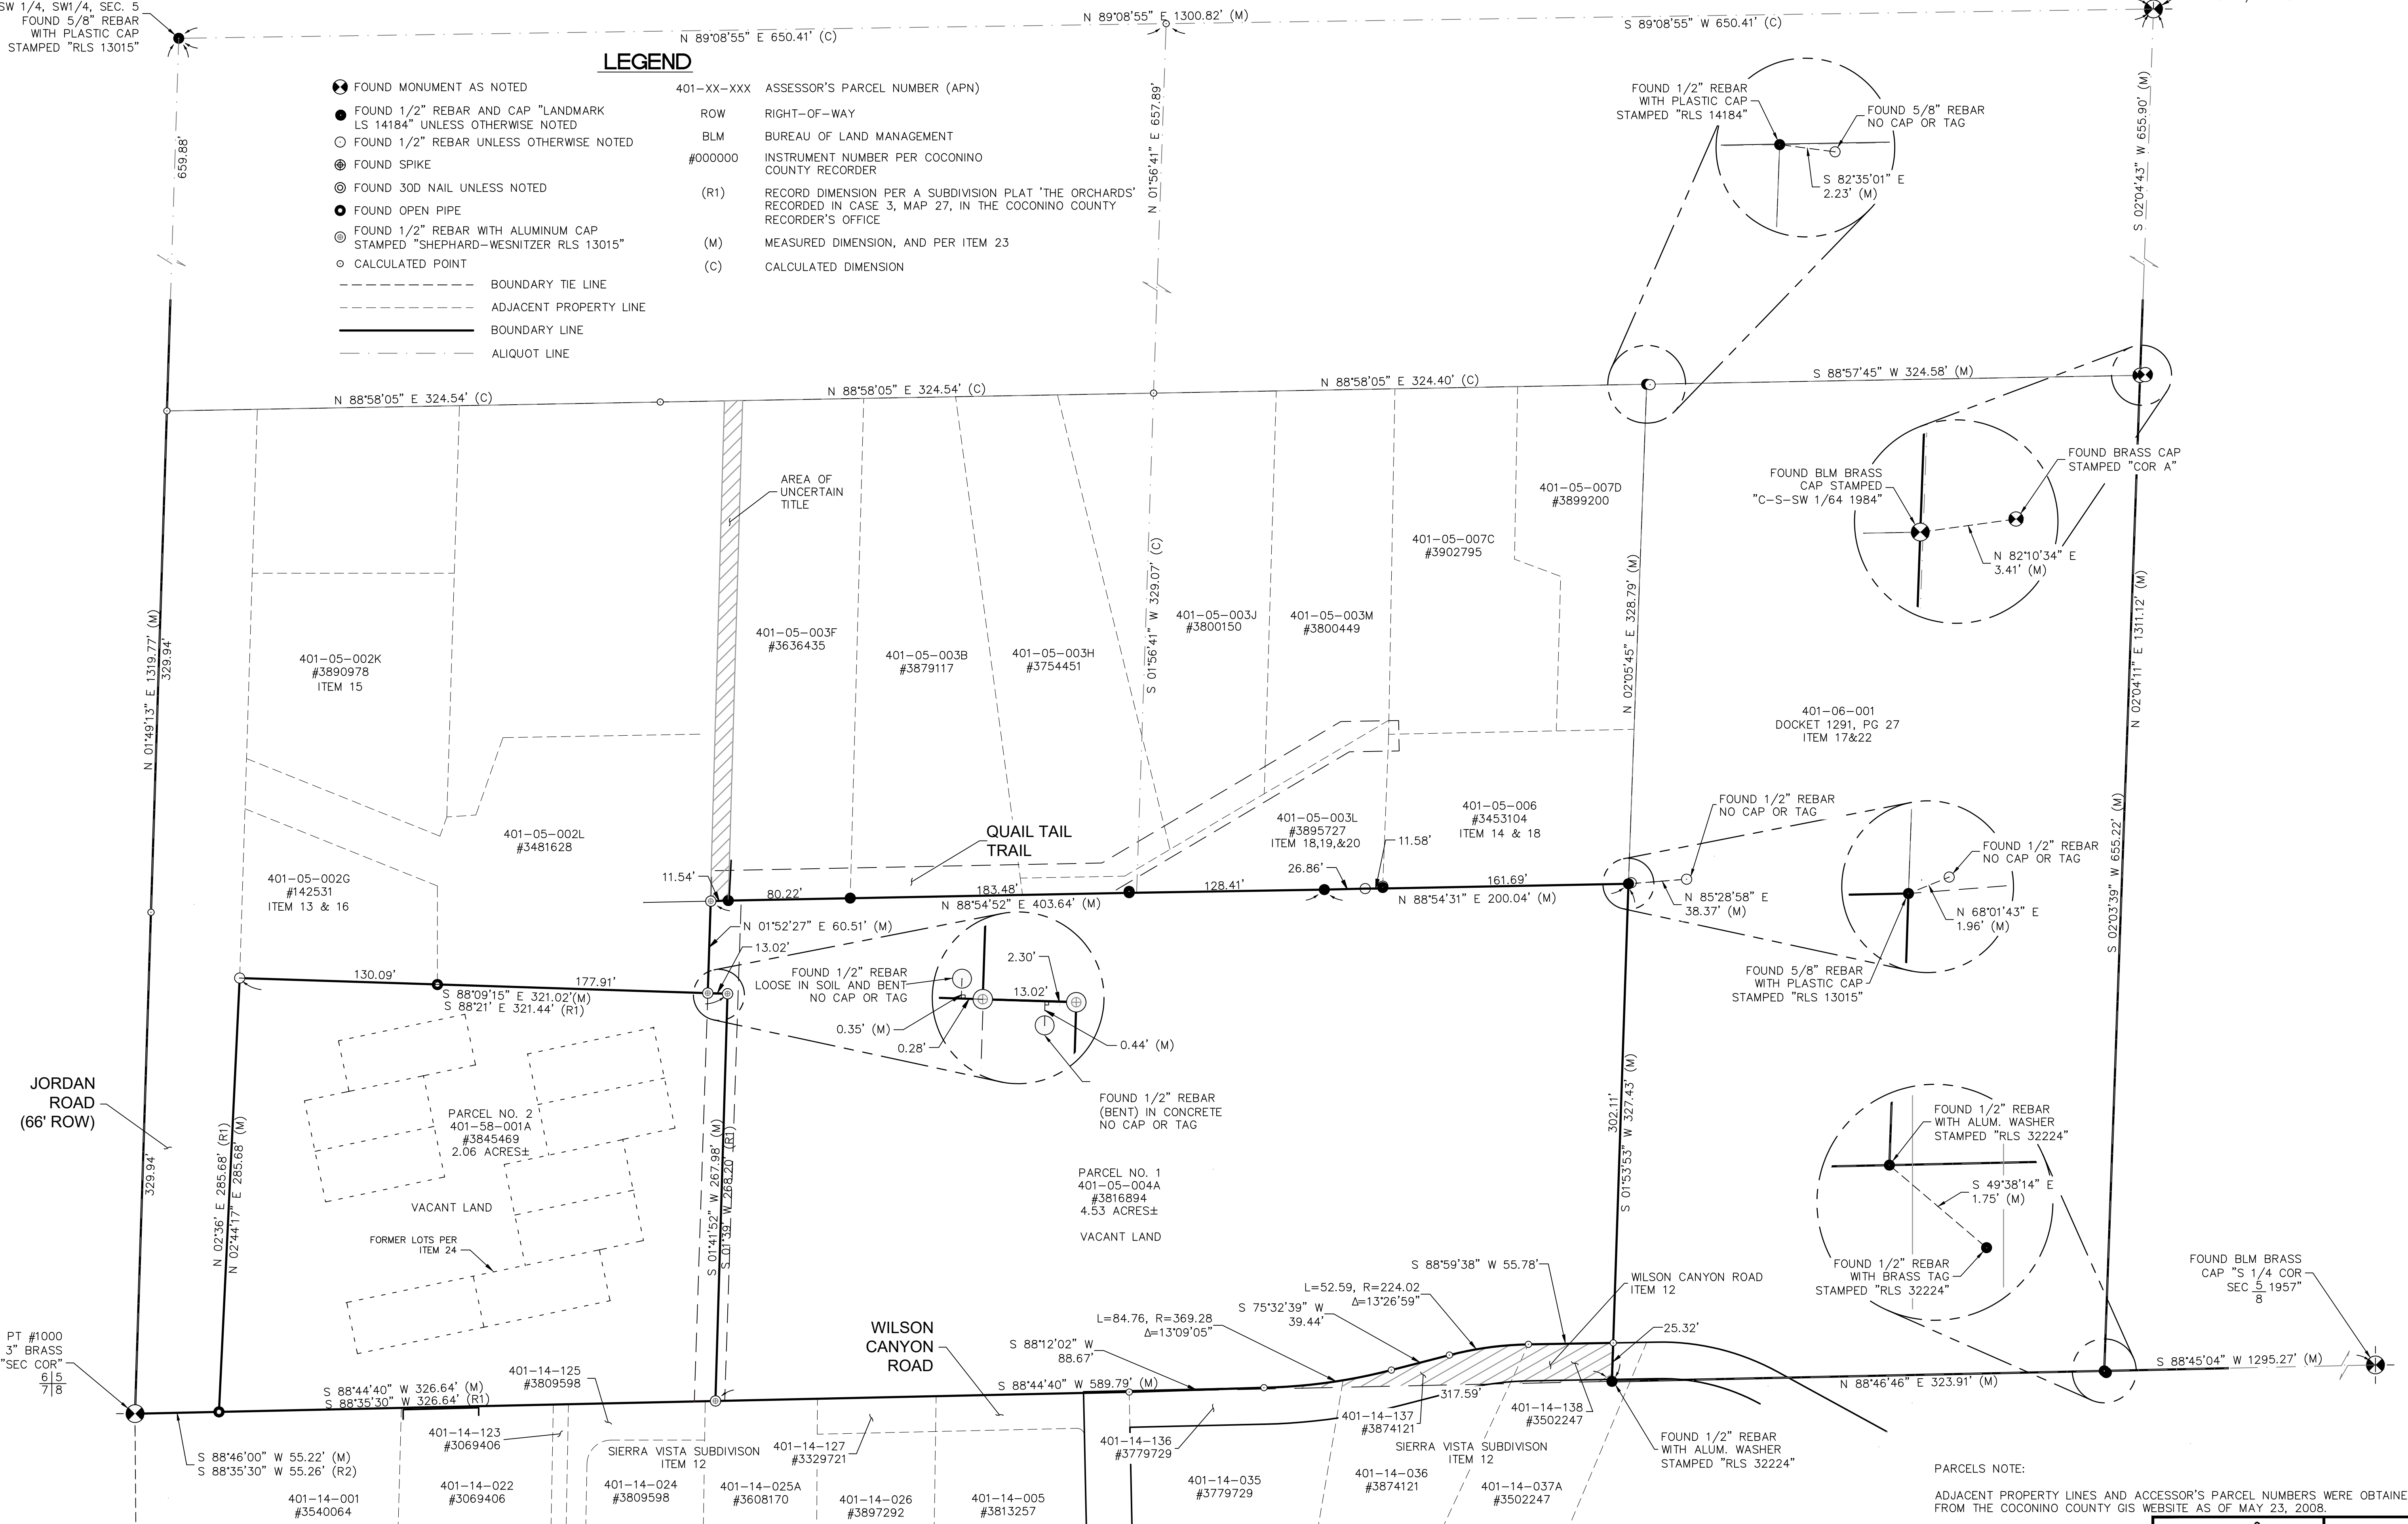 SW 1/4, SW1/4, SEC. 5
FOUND 5/8" REBAR
WITH PLASTIC CAP
STAMPED "RLS 13015"
N 89°08'55" E 1300.82' (M)
N 89°08'55" E 650.41' (C)
S 89°08'55" W 650.41' (C)
LEGEND
FOUND MONUMENT AS NOTED
FOUND 1/2" REBAR AND CAP "LANDMARK
LS 14184" UNLESS OTHERWISE NOTED
FOUND 1/2" REBAR UNLESS OTHERWISE NOTED
FOUND SPIKE
FOUND 30D NAIL UNLESS NOTED
FOUND OPEN PIPE
FOUND 1/2" REBAR WITH ALUMINUM CAP
STAMPED "SHEPHARD-WESNITZER RLS 13015"
CALCULATED POINT
BOUNDARY TIE LINE
ADJACENT PROPERTY LINE
BOUNDARY LINE
ALIQUOT LINE
401-XX-XXX ASSESSOR'S PARCEL NUMBER (APN)
ROW RIGHT-OF-WAY
BLM BUREAU OF LAND MANAGEMENT
#000000 INSTRUMENT NUMBER PER COCONINO
COUNTY RECORDER
(R1) RECORD DIMENSION PER A SUBDIVISION PLAT 'THE ORCHARDS'
RECORDED IN CASE 3, MAP 27, IN THE COCONINO COUNTY
RECORDER'S OFFICE
(M) MEASURED DIMENSION, AND PER ITEM 23
(C) CALCULATED DIMENSION
659.88'
N 01°56'41" E 657.89'
S 02°04'43" W 655.90' (M)
FOUND 1/2" REBAR
WITH PLASTIC CAP
STAMPED "RLS 14184"
FOUND 5/8" REBAR
NO CAP OR TAG
S 82°35'01" E
2.23' (M)
N 88°58'05" E 324.54' (C)
N 88°58'05" E 324.54' (C)
N 88°58'05" E 324.40' (C)
S 88°57'45" W 324.58' (M)
AREA OF
UNCERTAIN
TITLE
401-05-007D
#3899200
401-05-007C
#3902795
FOUND BLM BRASS
CAP STAMPED
"C-S-SW 1/64 1984"
FOUND BRASS CAP
STAMPED "COR A"
N 82°10'34" E
3.41' (M)
N 01°49'13" E 1319.77' (M)
329.94'
401-05-002K
#3890978
ITEM 15
401-05-003F
#3636435
401-05-003B
#3879117
401-05-003H
#3754451
S 01°56'41" W 329.07' (C)
401-05-003J
#3800150
401-05-003M
#3800449
N 02°05'45" E 328.79' (M)
401-06-001
DOCKET 1291, PG 27
ITEM 17&22
N 02°04'11" E 1311.12' (M)
S 02°03'39" W 655.22' (M)
401-05-002L
#3481628
401-05-002G
#142531
ITEM 13 & 16
QUAIL TAIL
TRAIL
401-05-003L
#3895727
ITEM 18,19,&20
401-05-006
#3453104
ITEM 14 & 18
11.58'
26.86'
11.54'
80.22'
183.48'
128.41'
161.69'
N 88°54'52" E 403.64' (M)
N 88°54'31" E 200.04' (M)
FOUND 1/2" REBAR
NO CAP OR TAG
N 85°28'58" E
38.37' (M)
FOUND 1/2" REBAR
NO CAP OR TAG
N 68°01'43" E
1.96' (M)
FOUND 5/8" REBAR
WITH PLASTIC CAP
STAMPED "RLS 13015"
N 01°52'27" E 60.51' (M)
13.02'
130.09'
177.91'
S 88°09'15" E 321.02'(M)
S 88°21' E 321.44' (R1)
FOUND 1/2" REBAR
LOOSE IN SOIL AND BENT
NO CAP OR TAG
2.30'
13.02'
0.35' (M)
0.28'
0.44' (M)
FOUND 1/2" REBAR
(BENT) IN CONCRETE
NO CAP OR TAG
JORDAN
ROAD
(66' ROW)
329.94'
N 02°36' E 285.68' (R1)
N 02°44'17" E 285.68' (M)
PARCEL NO. 2
401-58-001A
#3845469
2.06 ACRES±
VACANT LAND
FORMER LOTS PER
ITEM 24
S 01°41'52" W 267.98' (M)
S 01°39' W 268.20' (R1)
PARCEL NO. 1
401-05-004A
#3816894
4.53 ACRES±
VACANT LAND
302.11'
S 01°53'53" W 327.43' (M)
FOUND 1/2" REBAR
WITH ALUM. WASHER
STAMPED "RLS 32224"
S 49°38'14" E
1.75' (M)
FOUND 1/2" REBAR
WITH BRASS TAG
STAMPED "RLS 32224"
FOUND BLM BRASS
CAP "S 1/4 COR
SEC 5 1957"
8
S 88°59'38" W 55.78'
L=52.59, R=224.02
Δ=13°26'59"
S 75°32'39" W
39.44'
L=84.76, R=369.28
Δ=13°09'05"
S 88°12'02" W
88.67'
WILSON CANYON ROAD
ITEM 12
25.32'
WILSON
CANYON
ROAD
PT #1000
3" BRASS
"SEC COR"
6|5
7|8
S 88°44'40" W 326.64' (M)
S 88°35'30" W 326.64' (R1)
S 88°44'40" W 589.79' (M)
317.59'
N 88°46'46" E 323.91' (M)
S 88°45'04" W 1295.27' (M)
S 88°46'00" W 55.22' (M)
S 88°35'30" W 55.26' (R2)
401-14-125
#3809598
401-14-123
#3069406
SIERRA VISTA SUBDIVISON
ITEM 12
401-14-127
#3329721
401-14-136
#3779729
401-14-137
#3874121
401-14-138
#3502247
SIERRA VISTA SUBDIVISON
ITEM 12
FOUND 1/2" REBAR
WITH ALUM. WASHER
STAMPED "RLS 32224"
401-14-001
#3540064
401-14-022
#3069406
401-14-024
#3809598
401-14-025A
#3608170
401-14-026
#3897292
401-14-005
#3813257
401-14-035
#3779729
401-14-036
#3874121
401-14-037A
#3502247
PARCELS NOTE:
ADJACENT PROPERTY LINES AND ACCESSOR'S PARCEL NUMBERS WERE OBTAINE
FROM THE COCONINO COUNTY GIS WEBSITE AS OF MAY 23, 2008.